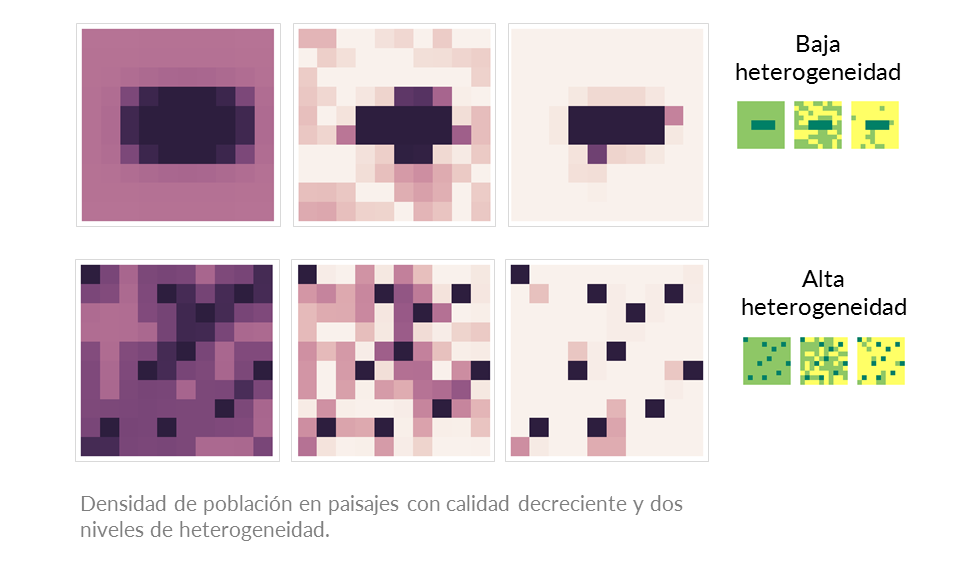 Baja
heterogeneidad
Alta
heterogeneidad
Densidad de población en paisajes con calidad decreciente y dos
niveles de heterogeneidad.